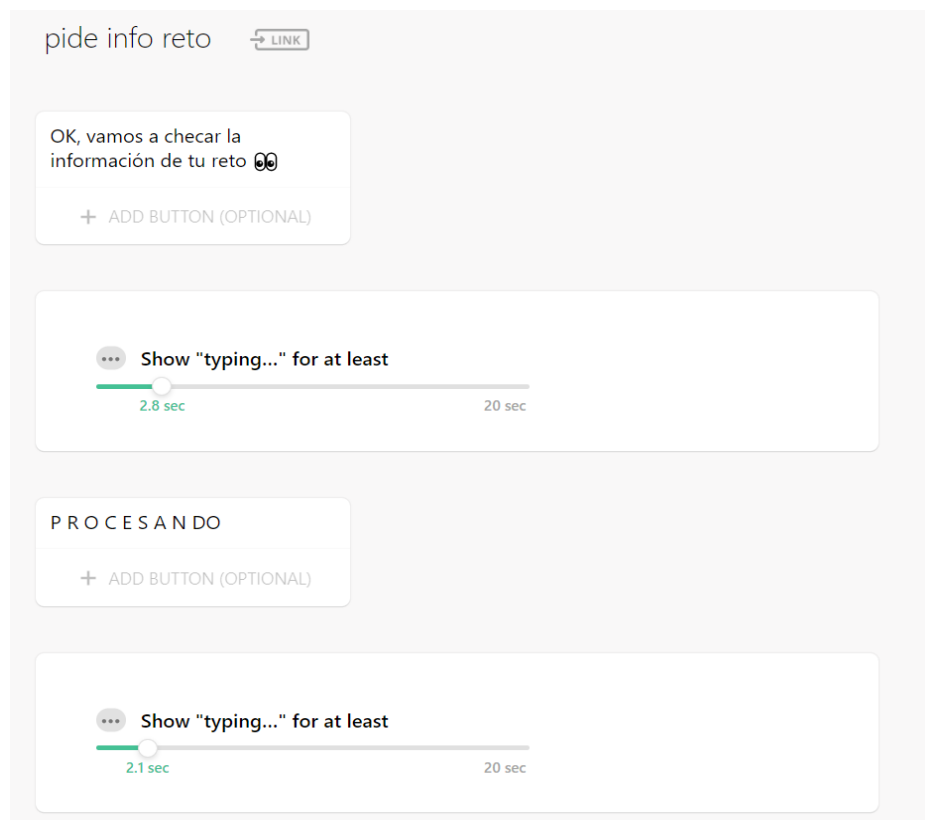 pide info reto LINK
OK, vamos a checar la
información de tu reto 👀
+ ADD BUTTON (OPTIONAL)
Show "typing..." for at least
2.8 sec 20 sec
P R O C E S A N DO
+ ADD BUTTON (OPTIONAL)
Show "typing..." for at least
2.1 sec 20 sec